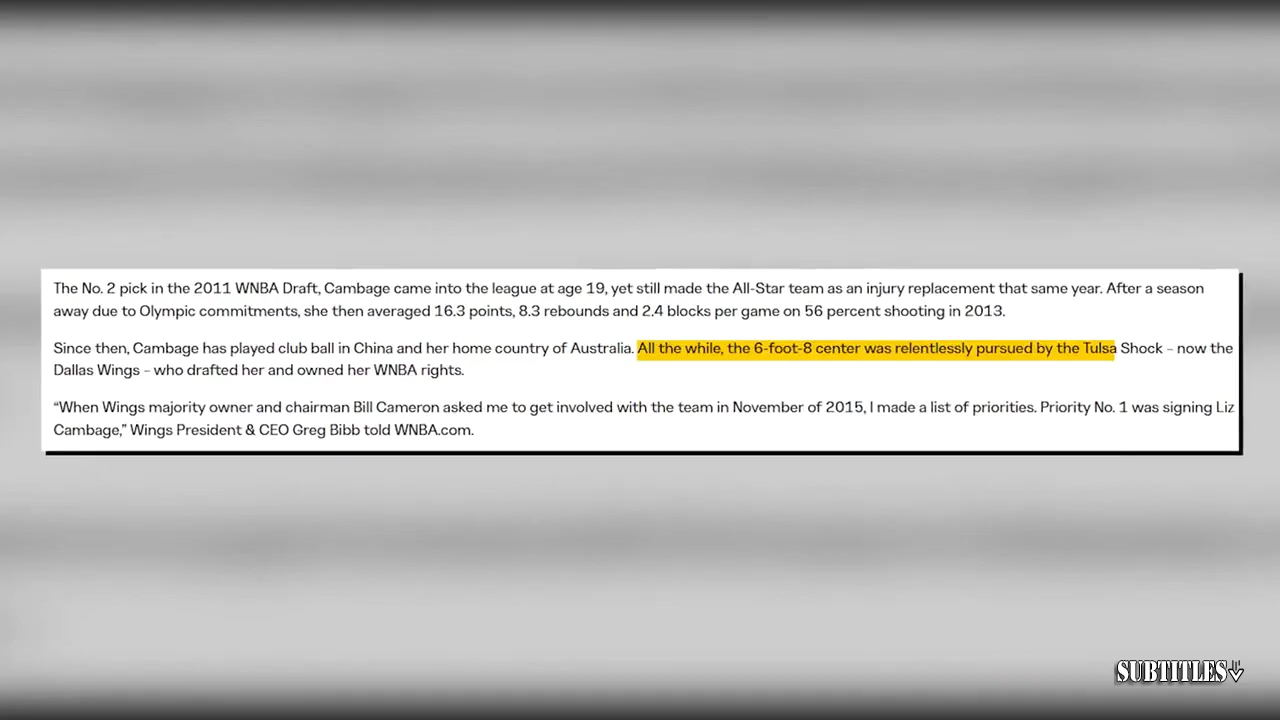 The No. 2 pick in the 2011 WNBA Draft, Cambage came into the league at age 19, yet still made the All-Star team as an injury replacement that same year. After a season
away due to Olympic commitments, she then averaged 16.3 points, 8.3 rebounds and 2.4 blocks per game on 56 percent shooting in 2013.
Since then, Cambage has played club ball in China and her home country of Australia. All the while, the 6-foot-8 center was relentlessly pursued by the Tulsa Shock – now the
Dallas Wings – who drafted her and owned her WNBA rights.
“When Wings majority owner and chairman Bill Cameron asked me to get involved with the team in November of 2015, I made a list of priorities. Priority No. 1 was signing Liz
Cambage,” Wings President & CEO Greg Bibb told WNBA.com.
SUBTITLES